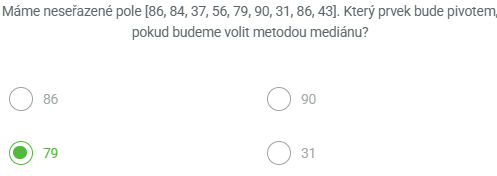 Máme neseřazené pole [86, 84, 37, 56, 79, 90, 31, 86, 43]. Který prvek bude pivotem,
pokud budeme volit metodou mediánu?
86
90
79
31